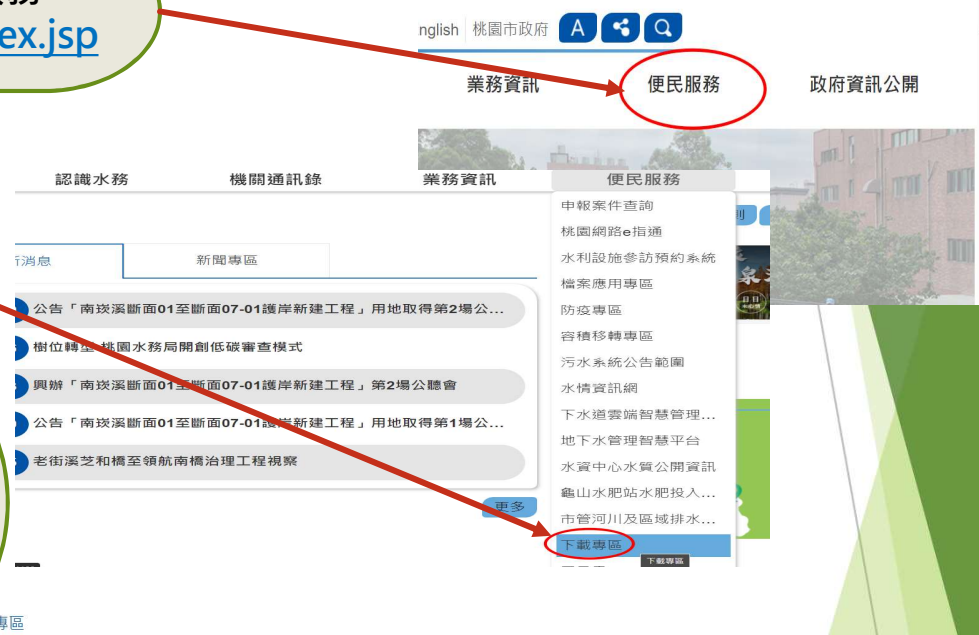 ex.jsp
nglish 桃園市政府 A
業務資訊 便民服務 政府資訊公開
認識水務 機關通訊錄 業務資訊 便民服務
消息 新聞專區
公告「南崁溪斷面01至斷面07-01護岸新建工程」用地取得第2場公...
樹位轉型 桃園水務局開創低碳審查模式
興辦「南崁溪斷面01至斷面07-01護岸新建工程」第2場公聽會
公告「南崁溪斷面01至斷面07-01護岸新建工程」用地取得第1場公...
老街溪芝和橋至領航南橋治理工程視察
更多
申報案件查詢
桃園網路e指通
水利設施參訪預約系統
檔案應用專區
防疫專區
容積移轉專區
污水系統公告範圍
水情資訊網
下水道雲端智慧管理...
地下水管理智慧平台
水資中心水質公開資訊
龜山水肥站水肥投入...
市管河川及區域排水...
下載專區
下載專區
專區